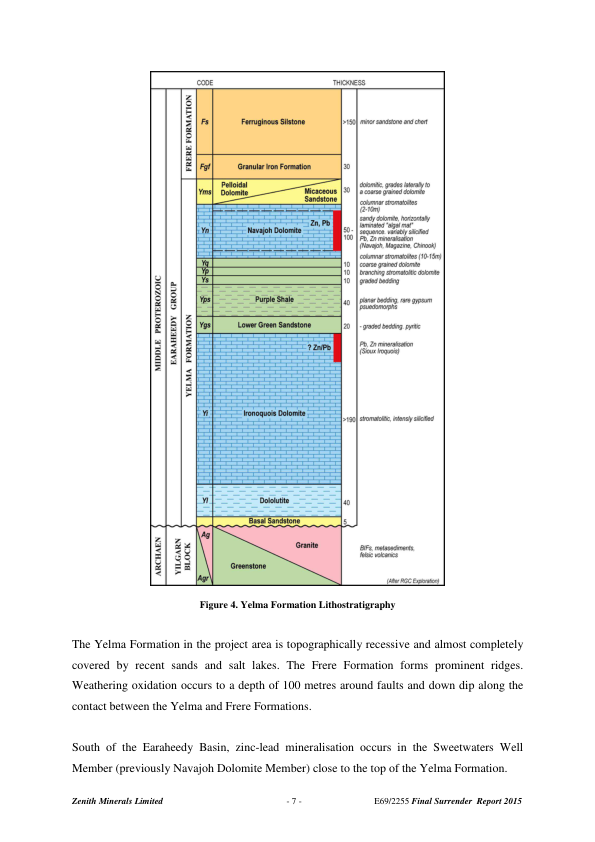 CODE THICKNESS
MIDDLE PROTEROZOIC
EARAHEEDY GROUP
FRERE FORMATION
Fs Ferruginous Silstone >150 minor sandstone and chert
Fgf Granular Iron Formation 30
YELMA FORMATION
Yms Pelloidal
Dolomite
Micaceous
Sandstone
30 dolomitic, grades laterally to
a coarse grained dolomite
columnar stromatolites
(2-10m)
Yn Navajoh Dolomite Zn, Pb 50 -
100
sandy dolomite, horizontally
laminated "algal mat"
sequence. variably silicified
Pb, Zn mineralisation
(Navajoh, Magazine, Chinook)
columnar stromatolites (10-15m)
Yq 10 coarse grained dolomite
Yp 10 branching stromatolitic dolomite
Ys 10 graded bedding
Yps Purple Shale 40 planar bedding, rare gypsum
psuedomorphs
Ygs Lower Green Sandstone 20 - graded bedding, pyritic
? Zn/Pb Pb, Zn mineralisation
(Sioux Iroquois)
Yi Ironoquois Dolomite >190 stromatolitic, intensly silicified
Yl Dololutite 40
Basal Sandstone 5
ARCHAEN
YILGARN
BLOCK
Ag Granite
BIFs, metasediments,
felsic volcanics
Greenstone
Agr
(After RGC Exploration)
Figure 4. Yelma Formation Lithostratigraphy
The Yelma Formation in the project area is topographically recessive and almost completely
covered by recent sands and salt lakes. The Frere Formation forms prominent ridges.
Weathering oxidation occurs to a depth of 100 metres around faults and down dip along the
contact between the Yelma and Frere Formations.
South of the Earaheedy Basin, zinc-lead mineralisation occurs in the Sweetwaters Well
Member (previously Navajoh Dolomite Member) close to the top of the Yelma Formation.
Zenith Minerals Limited - 7 - E69/2255 Final Surrender Report 2015